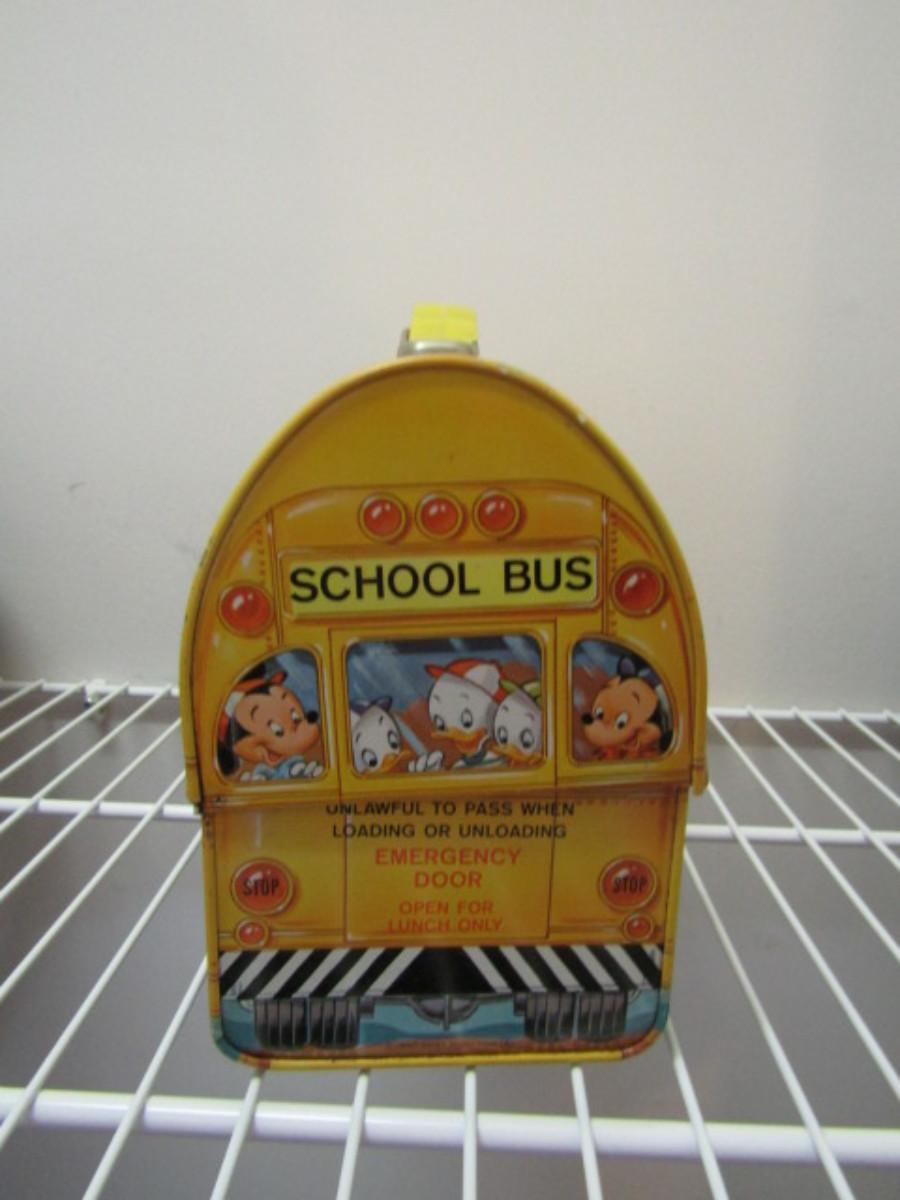 SCHOOL BUS
UNLAWFUL TO PASS WHEN
LOADING OR UNLOADING
EMERGENCY
DOOR
STOP
STOP
OPEN FOR
LUNCH ONLY